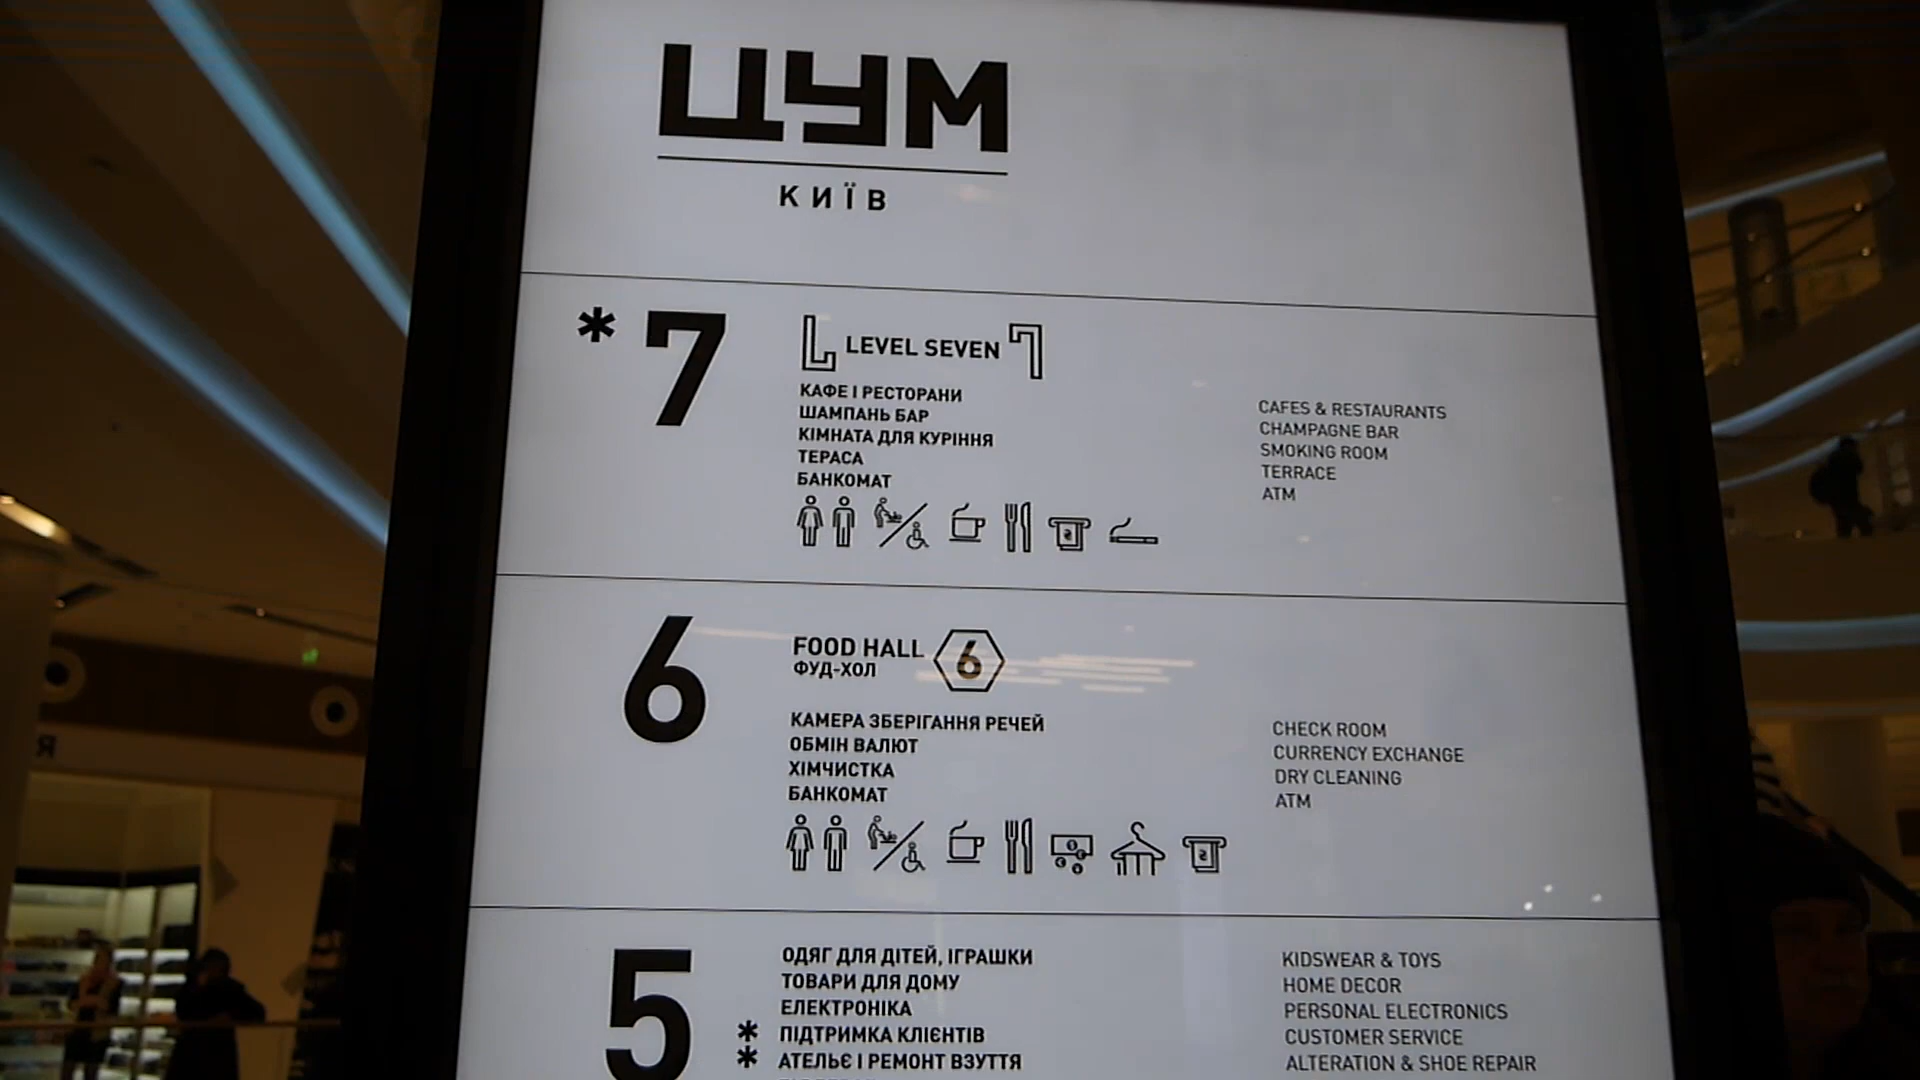 ЦУМ
КИЇВ
* 7
LEVEL SEVEN
КАФЕ І РЕСТОРАНИ
ШАМПАНЬ БАР
КІМНАТА ДЛЯ КУРІННЯ
ТЕРАСА
БАНКОМАТ
CAFES & RESTAURANTS
CHAMPAGNE BAR
SMOKING ROOM
TERRACE
ATM
6
FOOD HALL 6
ФУД-ХОЛ
КАМЕРА ЗБЕРІГАННЯ РЕЧЕЙ
ОБМІН ВАЛЮТ
ХІМЧИСТКА
БАНКОМАТ
CHECK ROOM
CURRENCY EXCHANGE
DRY CLEANING
ATM
5
ОДЯГ ДЛЯ ДІТЕЙ, ІГРАШКИ
ТОВАРИ ДЛЯ ДОМУ
ЕЛЕКТРОНІКА
* ПІДТРИМКА КЛІЄНТІВ
* АТЕЛЬЄ І РЕМОНТ ВЗУТТЯ
KIDSWEAR & TOYS
HOME DECOR
PERSONAL ELECTRONICS
CUSTOMER SERVICE
ALTERATION & SHOE REPAIR